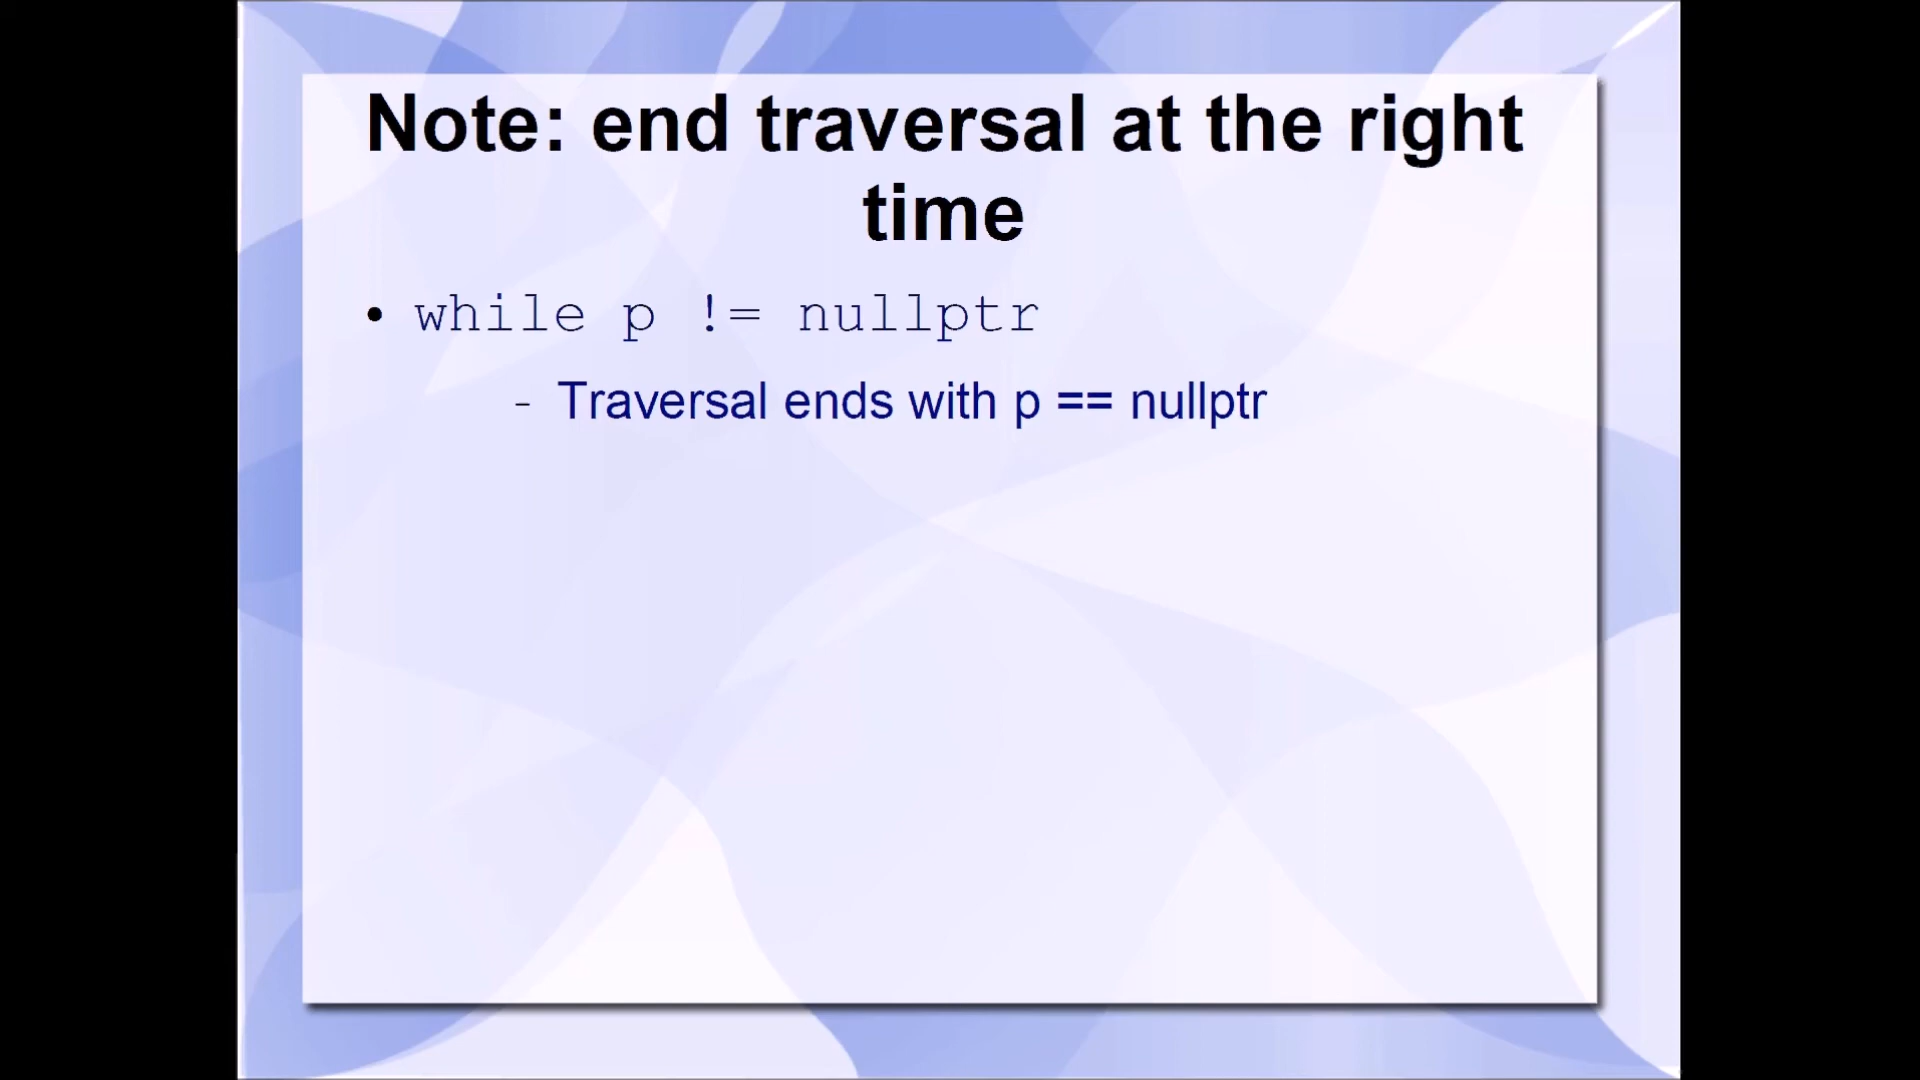 Note: end traversal at the right
time
• while p != nullptr
- Traversal ends with p == nullptr